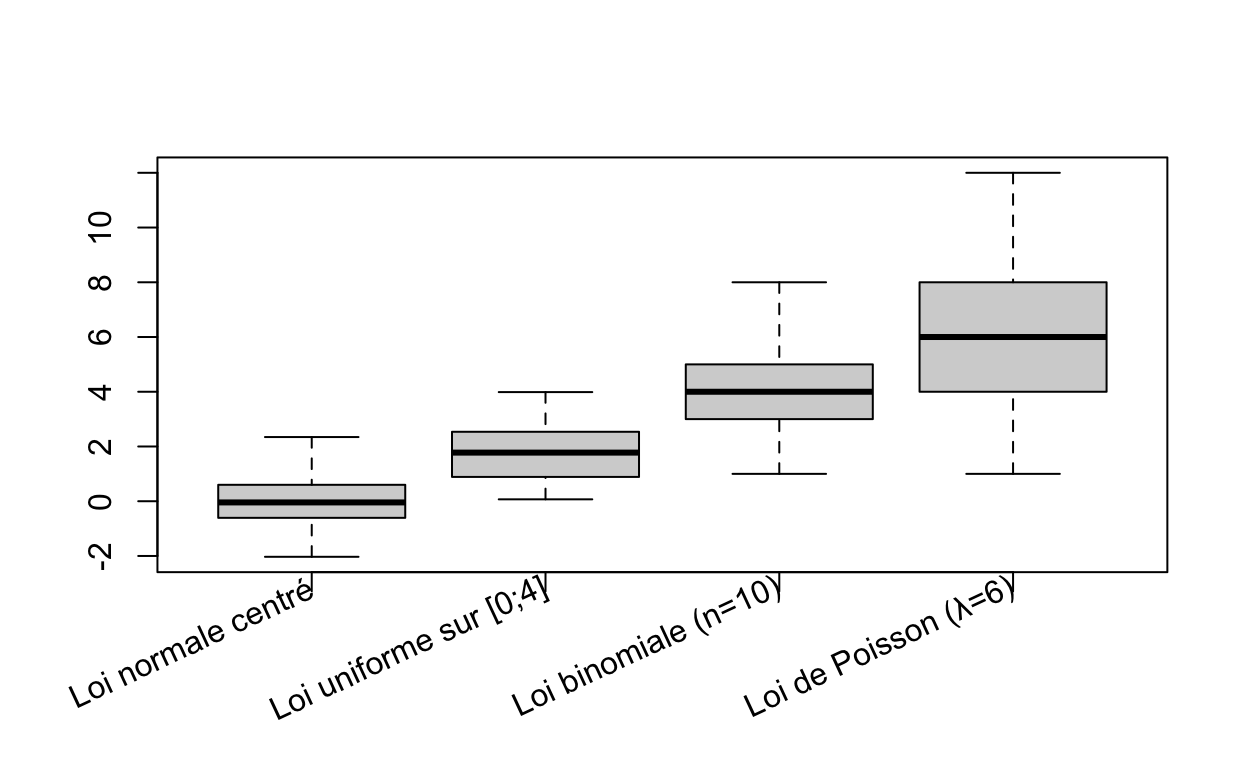 10
8
6
4
2
0
-2
Loi normale centré
Loi uniforme sur [0;4]
Loi binomiale (n=10)
Loi de Poisson (λ=6)